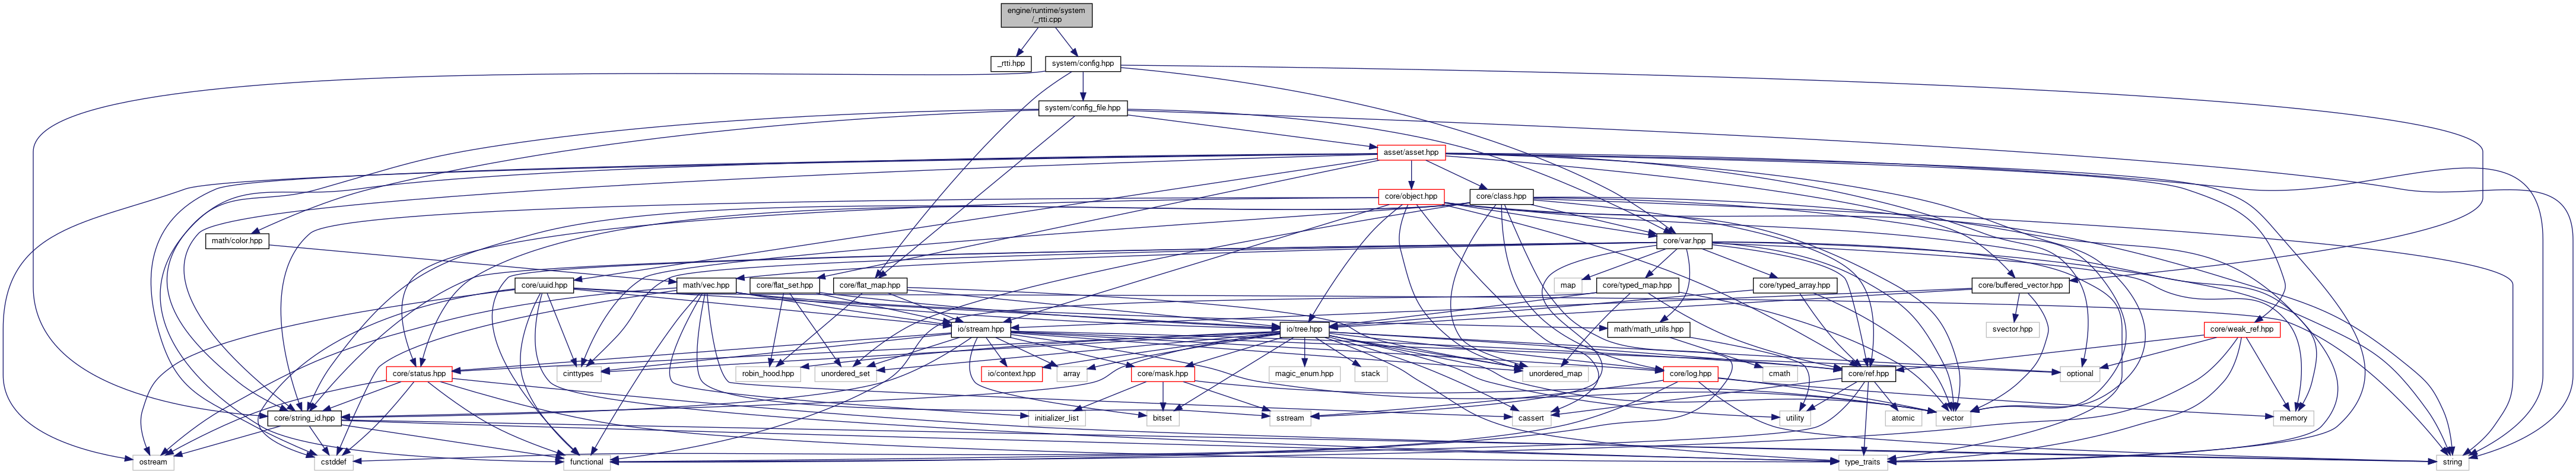 engine/runtime/system
/_rtti.cpp
_rtti.hpp
system/config.hpp
system/config_file.hpp
asset/asset.hpp
core/object.hpp
core/class.hpp
math/color.hpp
core/var.hpp
core/uuid.hpp
math/vec.hpp
core/flat_set.hpp
core/flat_map.hpp
map
core/typed_map.hpp
core/typed_array.hpp
core/buffered_vector.hpp
io/stream.hpp
io/tree.hpp
math/math_utils.hpp
svector.hpp
core/weak_ref.hpp
core/status.hpp
cinttypes
robin_hood.hpp
unordered_set
io/context.hpp
array
core/mask.hpp
magic_enum.hpp
stack
unordered_map
core/log.hpp
cmath
core/ref.hpp
optional
core/string_id.hpp
initializer_list
bitset
sstream
cassert
utility
atomic
vector
memory
ostream
cstddef
functional
type_traits
string